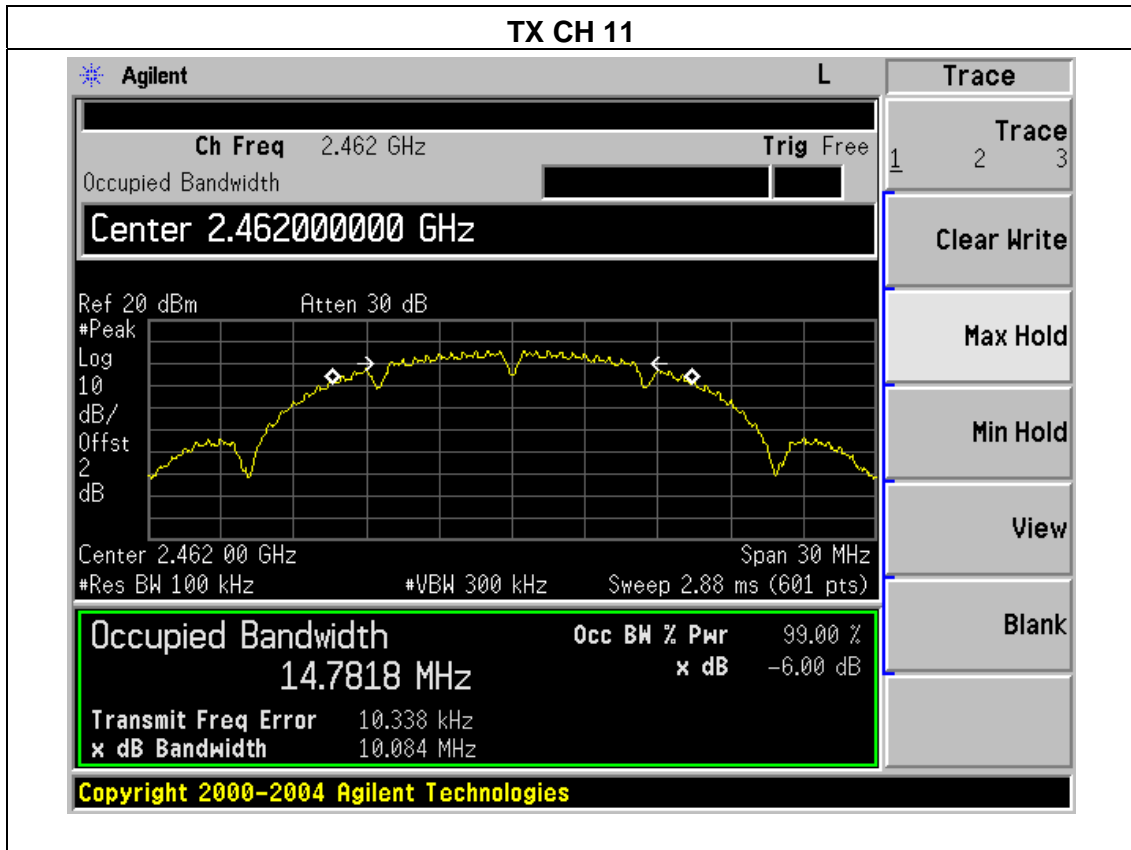 TX CH 11
Agilent L Trace
Ch Freq 2.462 GHz Trig Free
Occupied Bandwidth
Trace
1 2 3
Center 2.462000000 GHz
Clear Write
Ref 20 dBm Atten 30 dB
#Peak
Log
10
dB/
Offst
2
dB
Max Hold
Min Hold
Center 2.462 00 GHz Span 30 MHz
#Res BW 100 kHz #VBW 300 kHz Sweep 2.88 ms (601 pts)
View
Occupied Bandwidth Occ BW % Pwr 99.00 %
14.7818 MHz x dB -6.00 dB
Blank
Transmit Freq Error 10.338 kHz
x dB Bandwidth 10.084 MHz
Copyright 2000-2004 Agilent Technologies